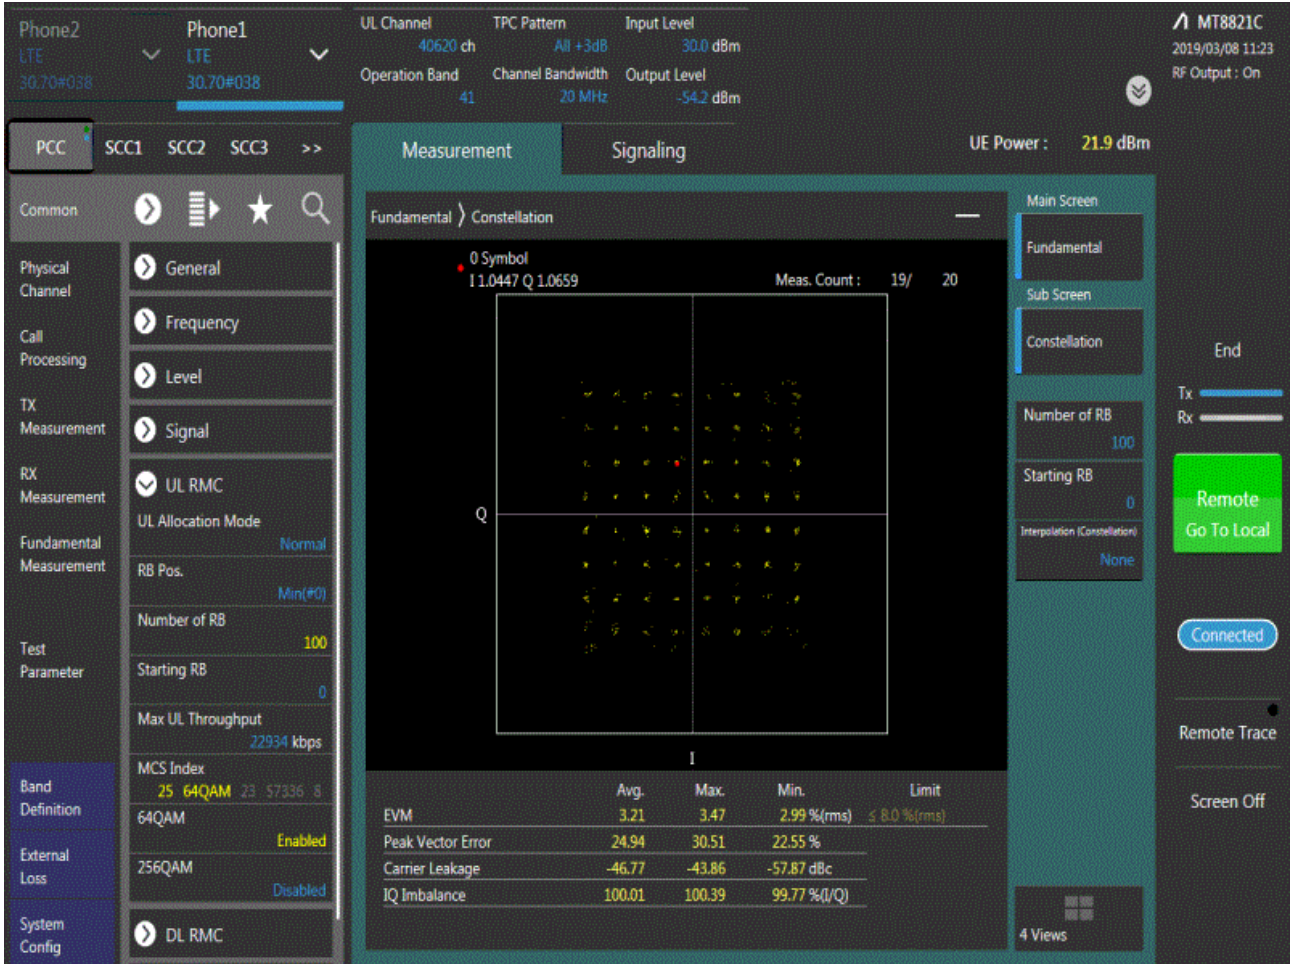 Phone2
LTE
30.70#038
Phone1
LTE
30.70#038
UL Channel
40620 ch
TPC Pattern
All +3dB
Input Level
30.0 dBm
Operation Band
41
Channel Bandwidth
20 MHz
Output Level
-54.2 dBm
MT8821C
2019/03/08 11:23
RF Output : On
PCC SCC1 SCC2 SCC3 >>
Measurement
Signaling
UE Power : 21.9 dBm
Common
Physical
Channel
Call
Processing
TX
Measurement
RX
Measurement
Fundamental
Measurement
Test
Parameter
Band
Definition
External
Loss
System
Config
General
Frequency
Level
Signal
UL RMC
UL Allocation Mode
Normal
RB Pos.
Min(#0)
Number of RB
100
Starting RB
0
Max UL Throughput
22934 kbps
MCS Index
25 64QAM 23 57336 8
64QAM
Enabled
256QAM
Disabled
DL RMC
Fundamental 〉 Constellation
0 Symbol
I 1.0447 Q 1.0659
Meas. Count : 19/ 20
Q
I
Avg. Max. Min. Limit
EVM 3.21 3.47 2.99 %(rms) ≤ 8.0 %(rms)
Peak Vector Error 24.94 30.51 22.55 %
Carrier Leakage -46.77 -43.86 -57.87 dBc
IQ Imbalance 100.01 100.39 99.77 %(I/Q)
Main Screen
Fundamental
Sub Screen
Constellation
Number of RB
100
Starting RB
0
Interpolation (Constellation)
None
4 Views
End
Tx
Rx
Remote
Go To Local
Connected
Remote Trace
Screen Off